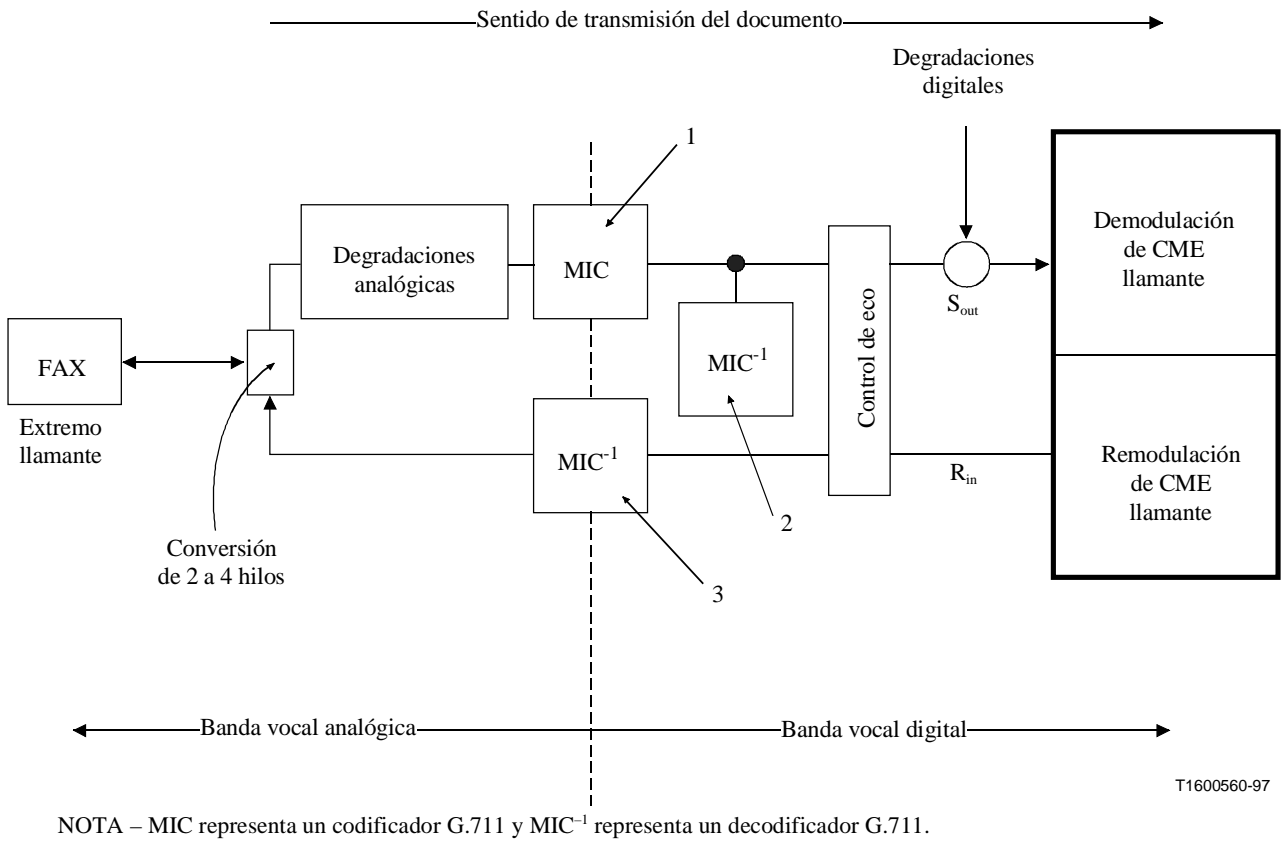 Sentido de transmisión del documento
Degradaciones
digitales
1
Degradaciones
analógicas
MIC
Demodulación
de CME
llamante
S_out
FAX
MIC^-1
Control de eco
Extremo
llamante
MIC^-1
R_in
Remodulación
de CME
llamante
2
Conversión
de 2 a 4 hilos
3
Banda vocal analógica
Banda vocal digital
T1600560-97
NOTA – MIC representa un codificador G.711 y MIC^–1 representa un decodificador G.711.